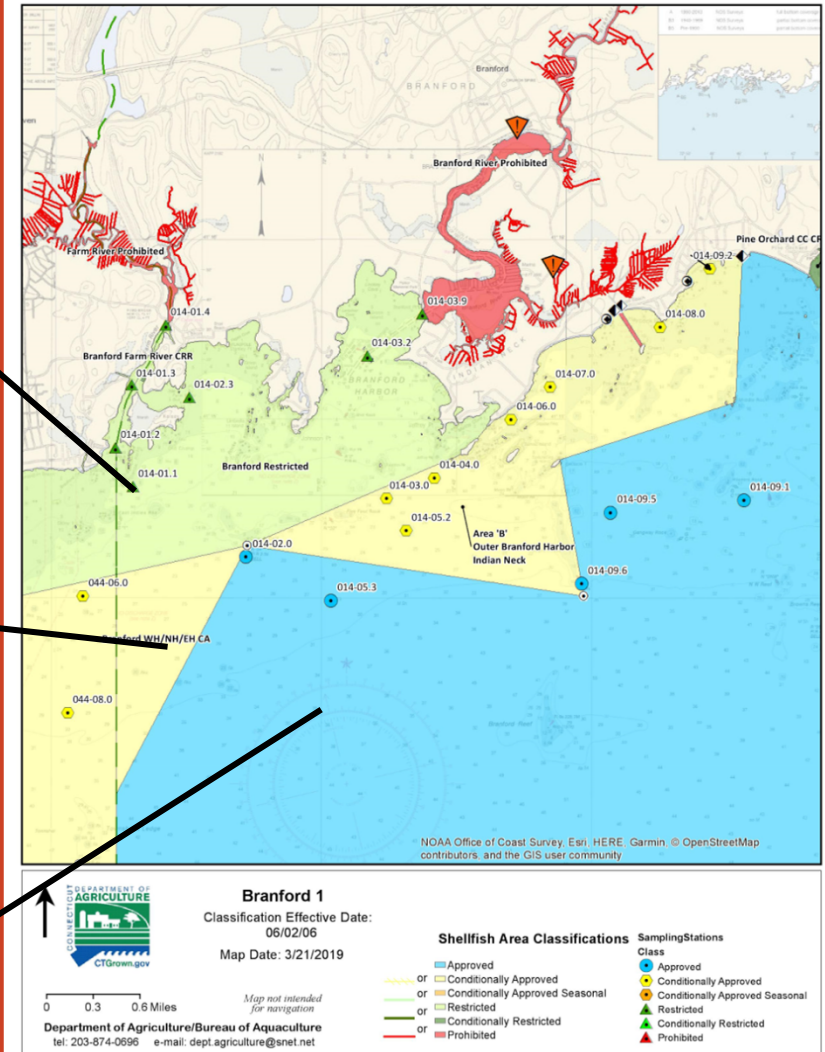 Branford
BRANFORD
N
Branford River Prohibited
Pine Orchard CC CF
Farm River Prohibited
014-09.2
014-01.4
014-03.9
014-08.0
014-03.2
Branford Farm River CRR
014-01.3
014-02.3
BRANFORD
HARBOR
014-07.0
INDIAN NECK
014-06.0
014-01.2
014-01.1
Branford Restricted
014-04.0
014-03.0
014-09.5
014-09.1
014-05.2
Area 'B'
Outer Branford Harbor
Indian Neck
014-02.0
014-09.6
044-06.0
014-05.3
Branford WH/NH/EH CA
044-08.0
NOAA Office of Coast Survey, Esri, HERE, Garmin, © OpenStreetMap
contributors, and the GIS user community
CONNECTICUT
DEPARTMENT OF
AGRICULTURE
CTGrown.gov
Branford 1
Classification Effective Date:
06/02/06
Map Date: 3/21/2019
0 0.3 0.6 Miles
Map not intended
for navigation
Department of Agriculture/Bureau of Aquaculture
tel: 203-874-0696 e-mail: dept.agriculture@snet.net
Shellfish Area Classifications
Approved
or Conditionally Approved
or Conditionally Approved Seasonal
or Restricted
or Conditionally Restricted
or Prohibited
SamplingStations
Class
Approved
Conditionally Approved
Conditionally Approved Seasonal
Restricted
Conditionally Restricted
Prohibited